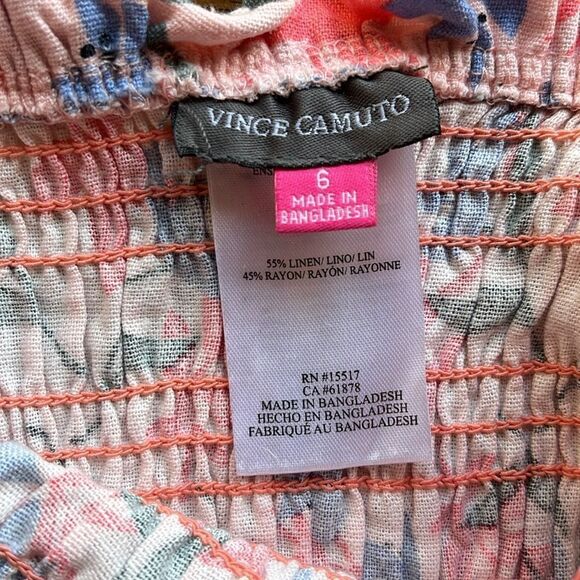 VINCE CAMUTO
ENS
6
MADE IN
BANGLADESH
55% LINEN/ LINO/ LIN
45% RAYON/ RAYÓN/ RAYONNE
RN #15517
CA #61878
MADE IN BANGLADESH
HECHO EN BANGLADESH
FABRIQUÉ AU BANGLADESH